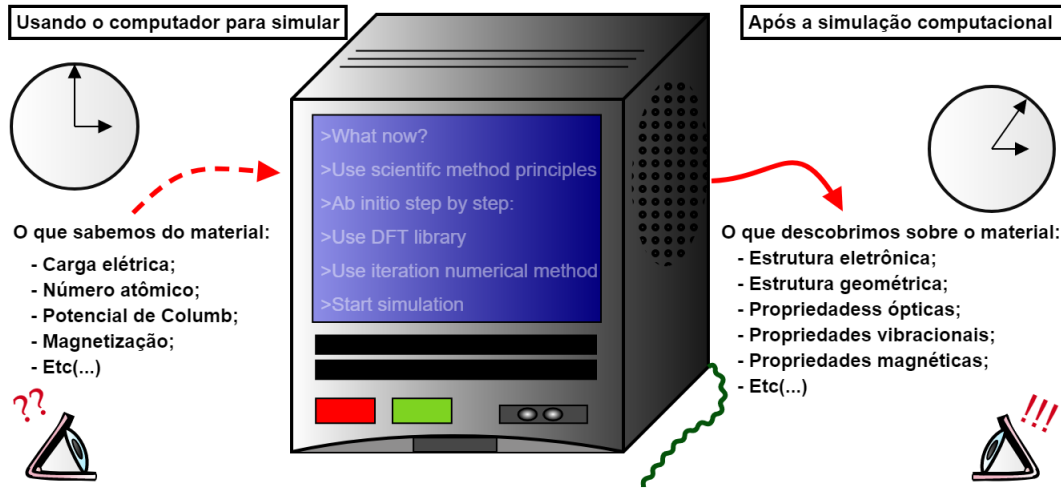 Usando o computador para simular
Após a simulação computacional
>What now?
>Use scientifc method principles
>Ab initio step by step:
>Use DFT library
>Use iteration numerical method
>Start simulation
O que sabemos do material:
- Carga elétrica;
- Número atômico;
- Potencial de Columb;
- Magnetização;
- Etc(...)
??
O que descobrimos sobre o material:
- Estrutura eletrônica;
- Estrutura geométrica;
- Propriedadess ópticas;
- Propriedades vibracionais;
- Propriedades magnéticas;
- Etc(...)
!!!